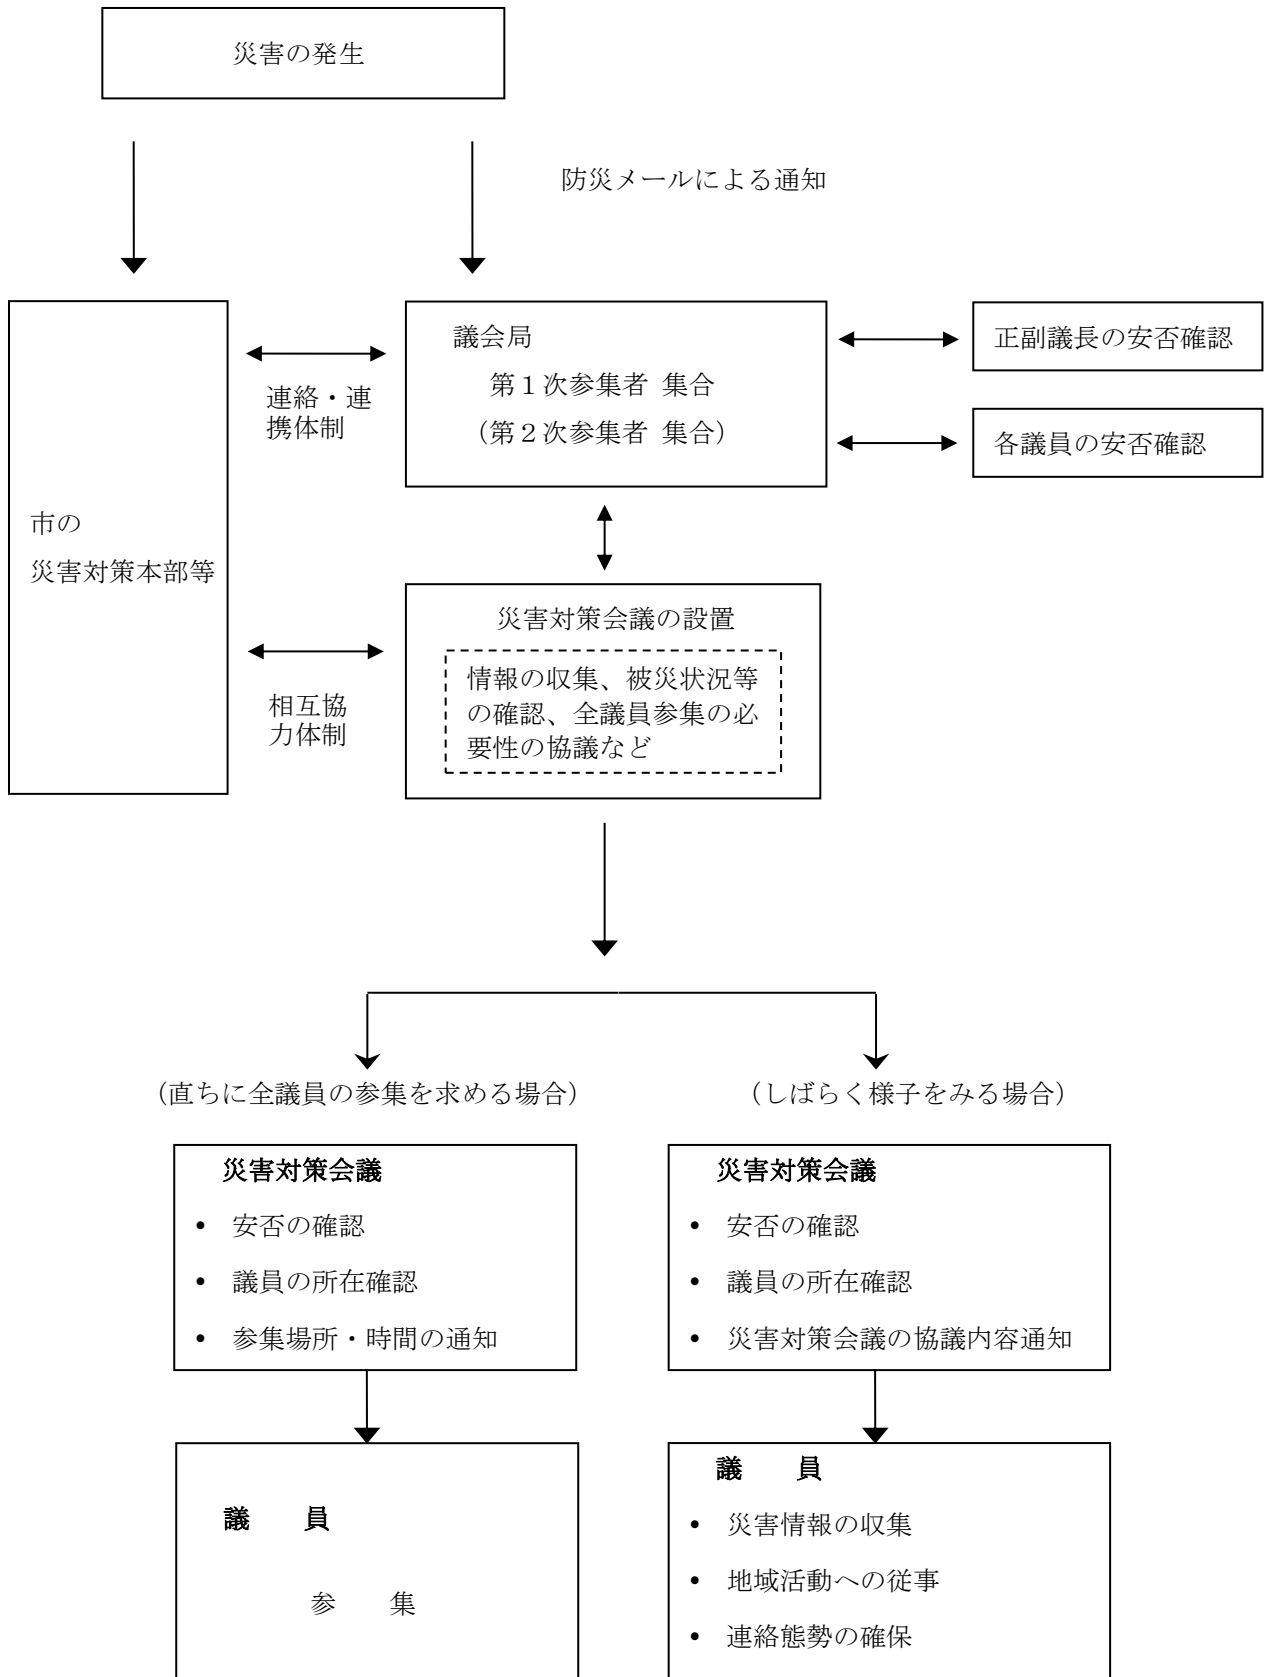 災害の発生
防災メールによる通知
議会局
第１次参集者 集合
（第２次参集者 集合）
正副議長の安否確認
各議員の安否確認
連絡・連
携体制
市の
災害対策本部等
災害対策会議の設置
情報の収集、被災状況等
の確認、全議員参集の必
要性の協議など
相互協
力体制
（直ちに全議員の参集を求める場合）
（しばらく様子をみる場合）
災害対策会議
• 安否の確認
• 議員の所在確認
• 参集場所・時間の通知
災害対策会議
• 安否の確認
• 議員の所在確認
• 災害対策会議の協議内容通知
議　員
参　集
議　員
• 災害情報の収集
• 地域活動への従事
• 連絡態勢の確保